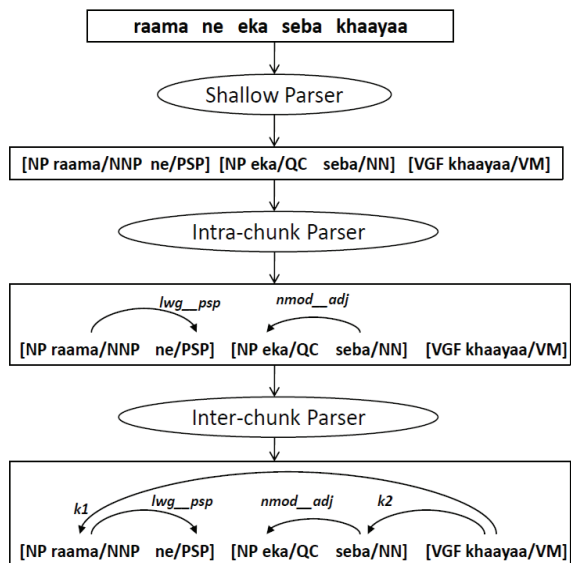 raama ne eka seba khaayaa
Shallow Parser
[NP raama/NNP ne/PSP] [NP eka/QC seba/NN] [VGF khaayaa/VM]
Intra-chunk Parser
lwg__psp nmod__adj
[NP raama/NNP ne/PSP] [NP eka/QC seba/NN] [VGF khaayaa/VM]
Inter-chunk Parser
k1 lwg__psp nmod__adj k2
[NP raama/NNP ne/PSP] [NP eka/QC seba/NN] [VGF khaayaa/VM]